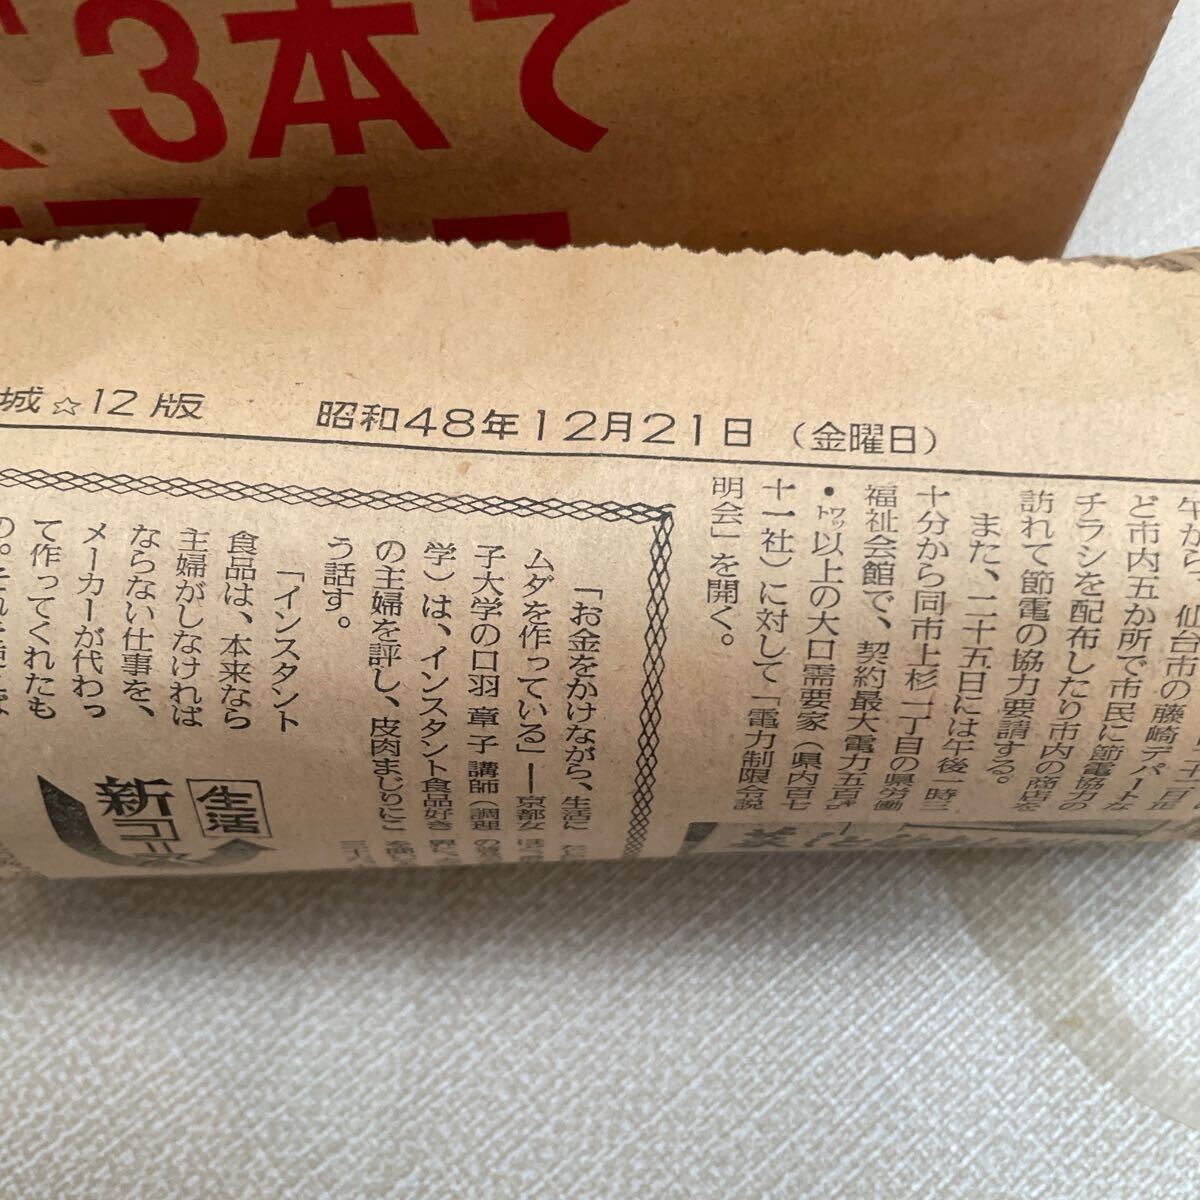 3本て
城☆12版 昭和48年12月21日 (金曜日)
午から、仙台市の藤崎デパートな
ど市内五か所で市民に節電協力の
チラシを配布したり市内の商店を
訪れて節電の協力要請する。
また、二十五日には午後一時三
十分から同市上杉一丁目の県労働
福祉会館で、契約最大電力五百㌔
・㍗以上の大口需要家(県内百七
十一社)に対して「電力制限令説
明会」を開く。
「お金をかけながら、生活に
ムダを作っている」―京都女
子大学の口羽章子講師(調理
学)は、インスタント食品好き
の主婦を評し、皮肉まじりにこ
う話す。
「インスタント
食品は、本来なら
主婦がしなければ
ならない仕事を、
メーカーが代わっ
て作ってくれたも
生活
新